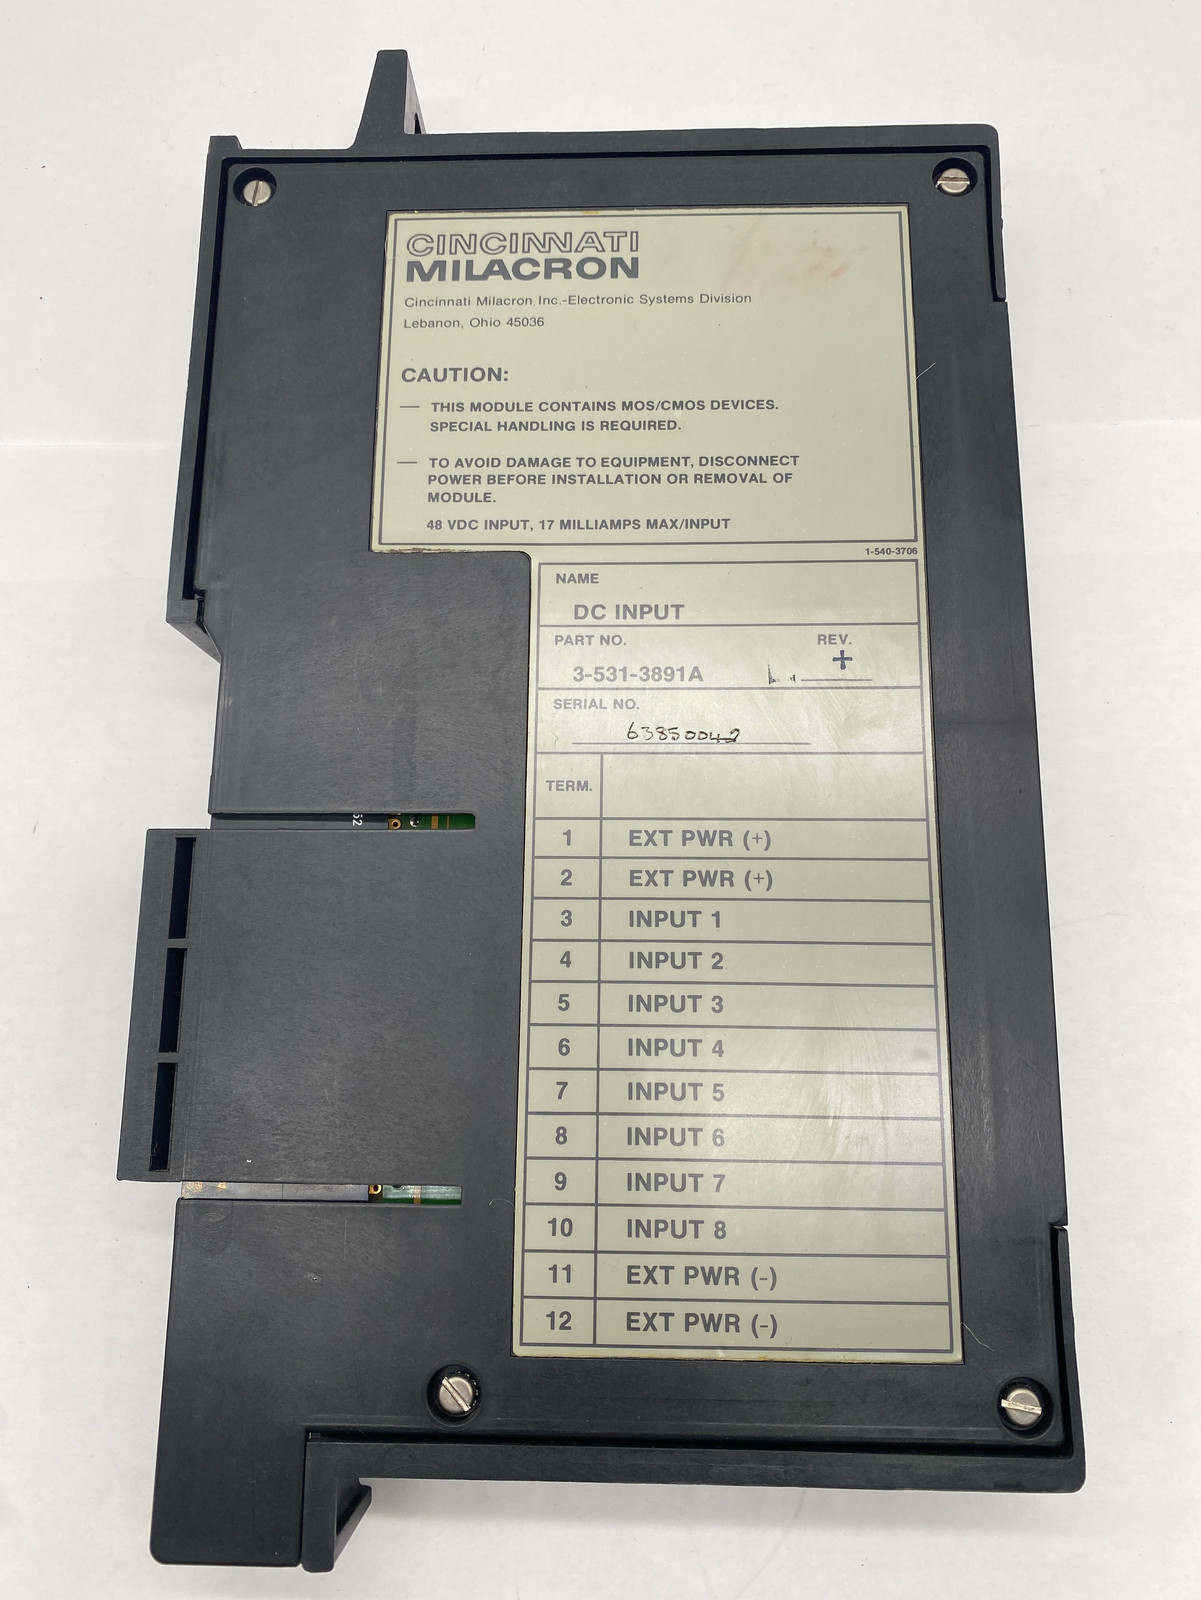 CINCINNATI
MILACRON
Cincinnati Milacron Inc.-Electronic Systems Division
Lebanon, Ohio 45036
CAUTION:
— THIS MODULE CONTAINS MOS/CMOS DEVICES.
SPECIAL HANDLING IS REQUIRED.
— TO AVOID DAMAGE TO EQUIPMENT, DISCONNECT
POWER BEFORE INSTALLATION OR REMOVAL OF
MODULE.
48 VDC INPUT, 17 MILLIAMPS MAX/INPUT
1-540-3706
NAME
DC INPUT
PART NO. REV.
3-531-3891A +
SERIAL NO.
63850042
TERM.
1 EXT PWR (+)
2 EXT PWR (+)
3 INPUT 1
4 INPUT 2
5 INPUT 3
6 INPUT 4
7 INPUT 5
8 INPUT 6
9 INPUT 7
10 INPUT 8
11 EXT PWR (-)
12 EXT PWR (-)